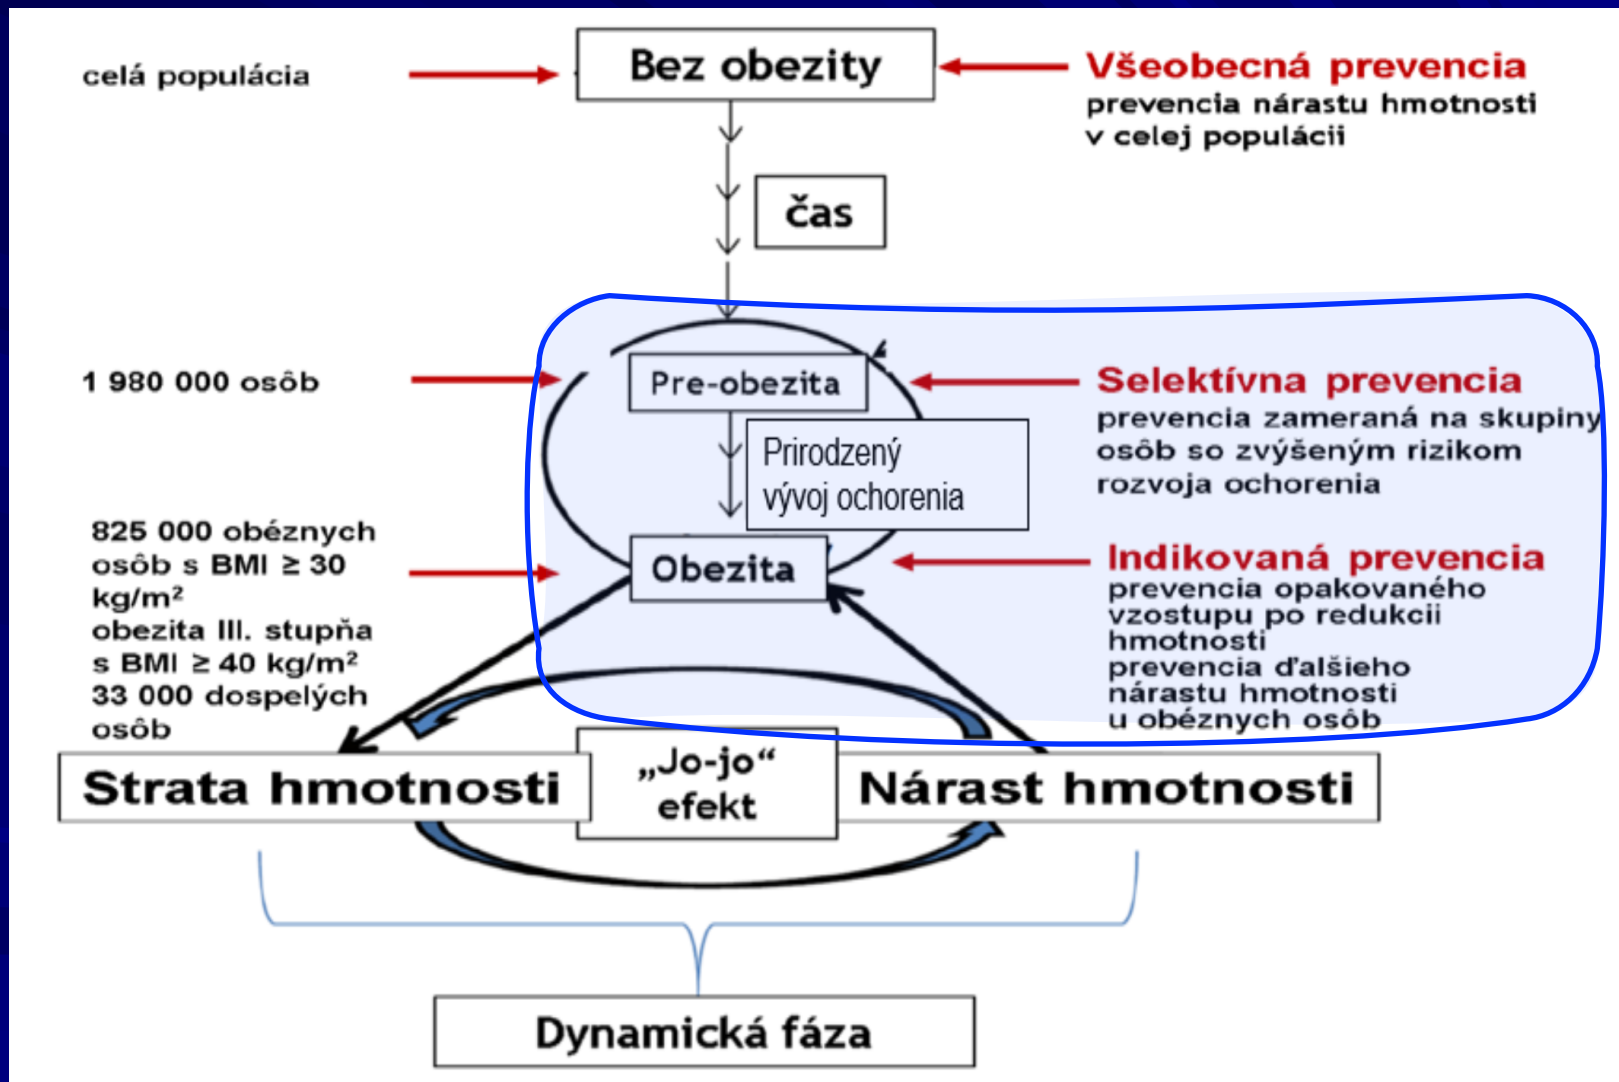 celá populácia
Bez obezity
Všeobecná prevencia
prevencia nárastu hmotnosti
v celej populácii
čas
1 980 000 osôb
Pre-obezita
Selektívna prevencia
prevencia zameraná na skupiny
osôb so zvýšeným rizikom
rozvoja ochorenia
Prirodzený
vývoj ochorenia
825 000 obéznych
osôb s BMI ≥ 30
kg/m²
obezita III. stupňa
s BMI ≥ 40 kg/m²
33 000 dospelých
osôb
Obezita
Indikovaná prevencia
prevencia opakovaného
vzostupu po redukcii
hmotnosti
prevencia ďalšieho
nárastu hmotnosti
u obéznych osôb
Strata hmotnosti
„Jo-jo“
efekt
Nárast hmotnosti
Dynamická fáza